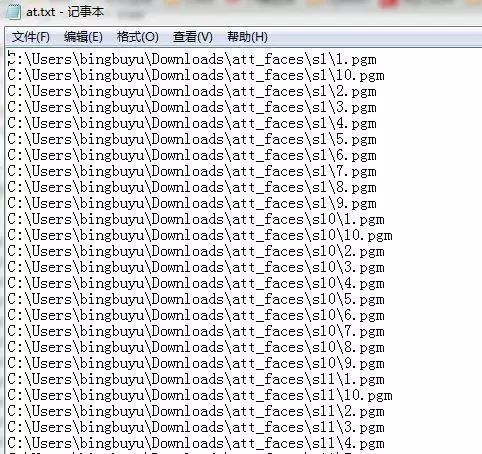 at.txt - 记事本
文件(F) 编辑(E) 格式(O) 查看(V) 帮助(H)
C:\Users\bingbuyu\Downloads\att_faces\s1\1.pgm
C:\Users\bingbuyu\Downloads\att_faces\s1\10.pgm
C:\Users\bingbuyu\Downloads\att_faces\s1\2.pgm
C:\Users\bingbuyu\Downloads\att_faces\s1\3.pgm
C:\Users\bingbuyu\Downloads\att_faces\s1\4.pgm
C:\Users\bingbuyu\Downloads\att_faces\s1\5.pgm
C:\Users\bingbuyu\Downloads\att_faces\s1\6.pgm
C:\Users\bingbuyu\Downloads\att_faces\s1\7.pgm
C:\Users\bingbuyu\Downloads\att_faces\s1\8.pgm
C:\Users\bingbuyu\Downloads\att_faces\s1\9.pgm
C:\Users\bingbuyu\Downloads\att_faces\s10\1.pgm
C:\Users\bingbuyu\Downloads\att_faces\s10\10.pgm
C:\Users\bingbuyu\Downloads\att_faces\s10\2.pgm
C:\Users\bingbuyu\Downloads\att_faces\s10\3.pgm
C:\Users\bingbuyu\Downloads\att_faces\s10\4.pgm
C:\Users\bingbuyu\Downloads\att_faces\s10\5.pgm
C:\Users\bingbuyu\Downloads\att_faces\s10\6.pgm
C:\Users\bingbuyu\Downloads\att_faces\s10\7.pgm
C:\Users\bingbuyu\Downloads\att_faces\s10\8.pgm
C:\Users\bingbuyu\Downloads\att_faces\s10\9.pgm
C:\Users\bingbuyu\Downloads\att_faces\s11\1.pgm
C:\Users\bingbuyu\Downloads\att_faces\s11\10.pgm
C:\Users\bingbuyu\Downloads\att_faces\s11\2.pgm
C:\Users\bingbuyu\Downloads\att_faces\s11\3.pgm
C:\Users\bingbuyu\Downloads\att_faces\s11\4.pgm